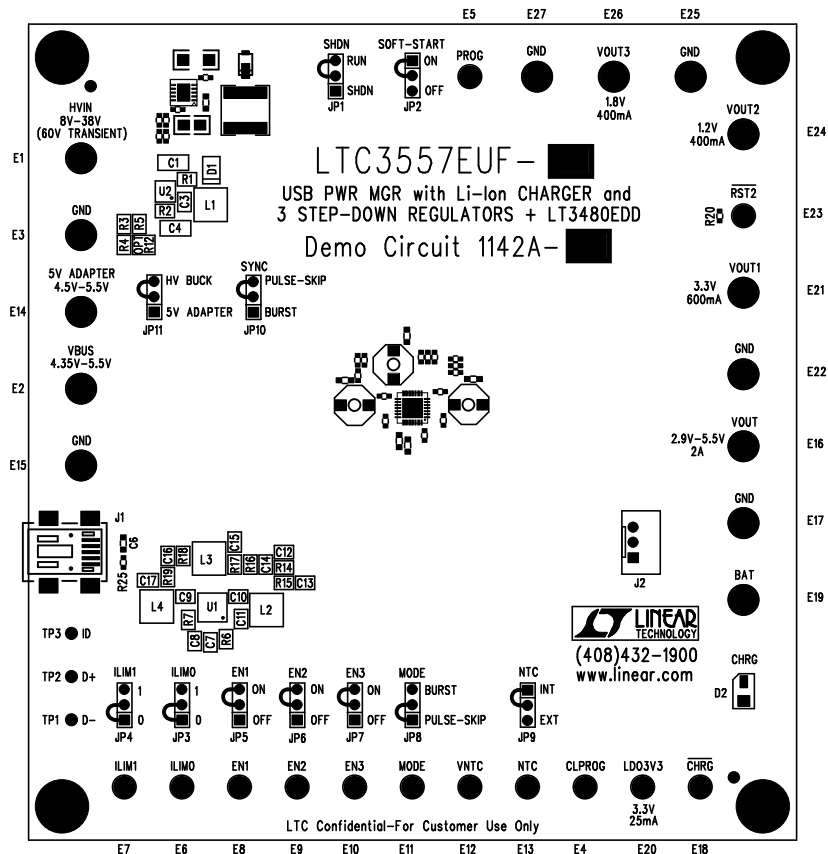 E5 E27 E26 E25
SHDN SOFT-START PROG GND VOUT3 GND
RUN ON
SHDN OFF
JP1 JP2
1.8V
400mA
HVIN
8V-38V
(60V TRANSIENT)
E1
VOUT2
1.2V
400mA
E24
C1 D1
R1
U2 C3 L1
R2
C4
LTC3557EUF-
USB PWR MGR with Li-Ion CHARGER and
3 STEP-DOWN REGULATORS + LT3480EDD
Demo Circuit 1142A-
RST2
R20
E23
GND
E3
R3 R5
R4 OPT R12
5V ADAPTER
4.5V-5.5V
E14
HV BUCK
5V ADAPTER
JP11
SYNC
PULSE-SKIP
BURST
JP10
VOUT1
3.3V
600mA
E21
VBUS
4.35V-5.5V
E2
GND
E22
GND
E15
VOUT
2.9V-5.5V
2A
E16
GND
E17
J1
C6
R25
J2
BAT
E19
C16 R18 L3 C15 C12
R17 R16 C14 R14
C17 R19 R15 C13
L4 C9 U1 C10 L2
R7 C11
C8 C7 R6
LINEAR
TECHNOLOGY
(408)432-1900
www.linear.com
TP3 ID
TP2 D+
TP1 D-
CHRG
D2
ILIM1 ILIM0 EN1 EN2 EN3 MODE NTC
1 1 ON ON ON BURST INT
0 0 OFF OFF OFF PULSE-SKIP EXT
JP4 JP3 JP5 JP6 JP7 JP8 JP9
ILIM1 ILIM0 EN1 EN2 EN3 MODE VNTC NTC CLPROG LDO3V3 CHRG
3.3V
25mA
LTC Confidential-For Customer Use Only
E7 E6 E8 E9 E10 E11 E12 E13 E4 E20 E18